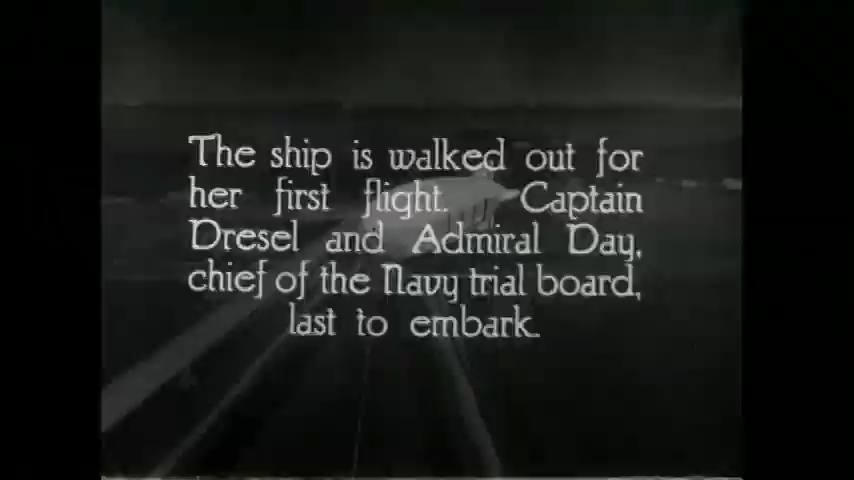 The ship is walked out for
her first flight. Captain
Dresel and Admiral Day,
chief of the Navy trial board,
last to embark.